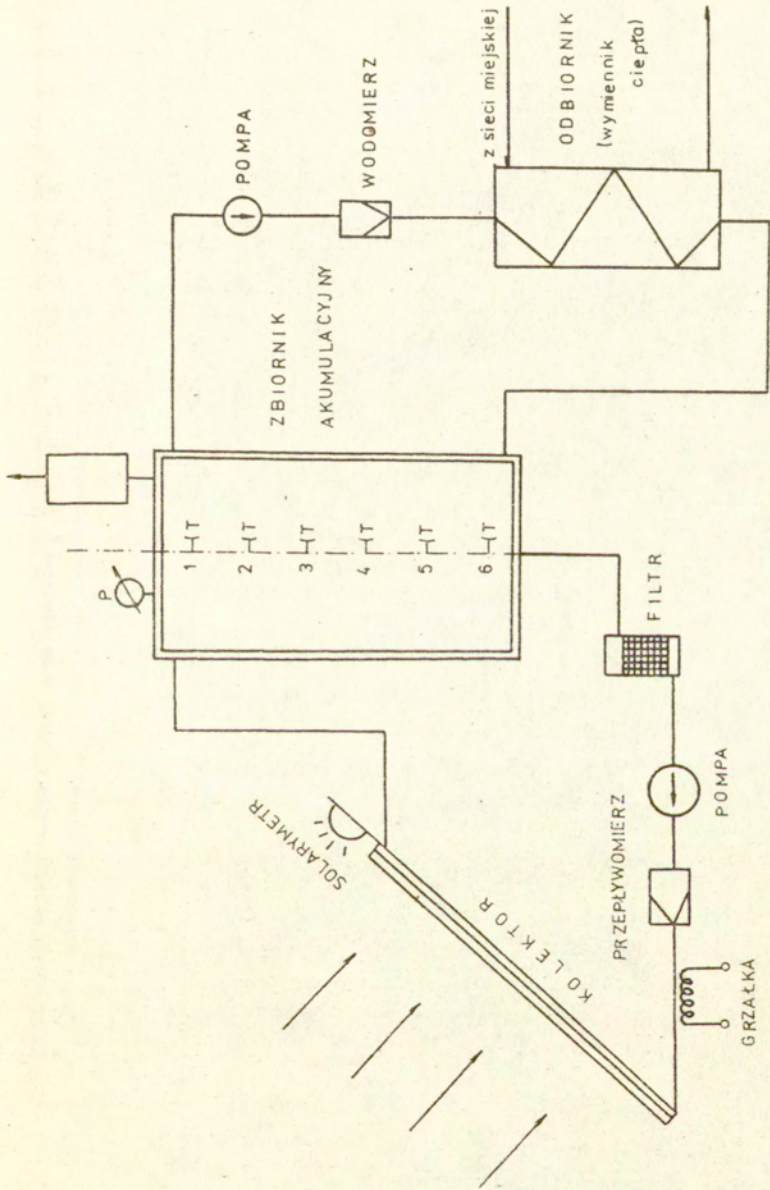 P
1 T
2 T
3 T
4 T
5 T
6 T
ZBIORNIK
AKUMULACYJNY
POMPA
WODOMIERZ
z sieci miejskiej
ODBIORNIK
(wymiennik
ciepła)
SOLARYMETR
KOLEKTOR
FILTR
POMPA
PRZEPŁYWOMIERZ
GRZAŁKA